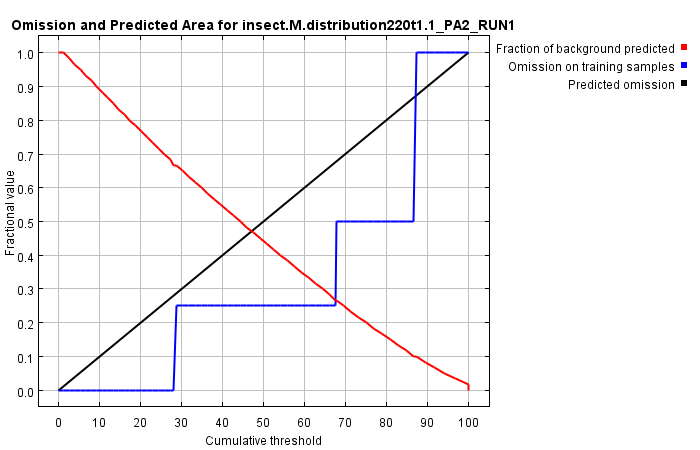 Omission and Predicted Area for insect.M.distribution220t1.1_PA2_RUN1
Fraction of background predicted
Omission on training samples
Predicted omission
Fractional value
1.0
0.9
0.8
0.7
0.6
0.5
0.4
0.3
0.2
0.1
0.0
0 10 20 30 40 50 60 70 80 90 100
Cumulative threshold